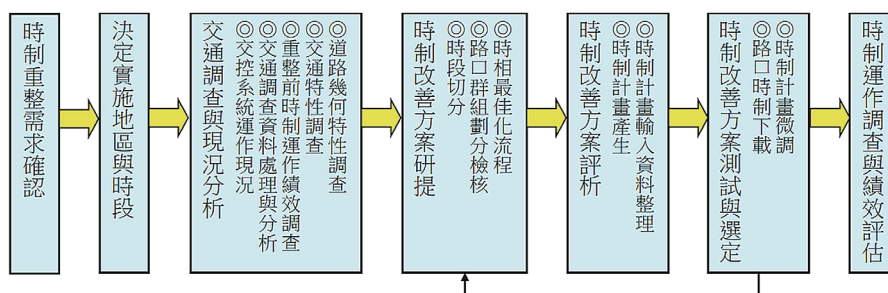 時制重整需求確認
決定實施地區與時段
交通調查與現況分析
◎道路幾何特性調查
◎交通特性調查
◎重整前時制運作績效調查
◎交通調查資料處理與分析
◎交控系統運作現況
時制改善方案研提
◎時相最佳化流程
◎路口群組劃分檢核
◎時段切分
時制改善方案評析
◎時制計畫輸入資料整理
◎時制計畫產生
時制改善方案測試與選定
◎時制計畫微調
◎路口時制下載
時制運作調查與績效評估